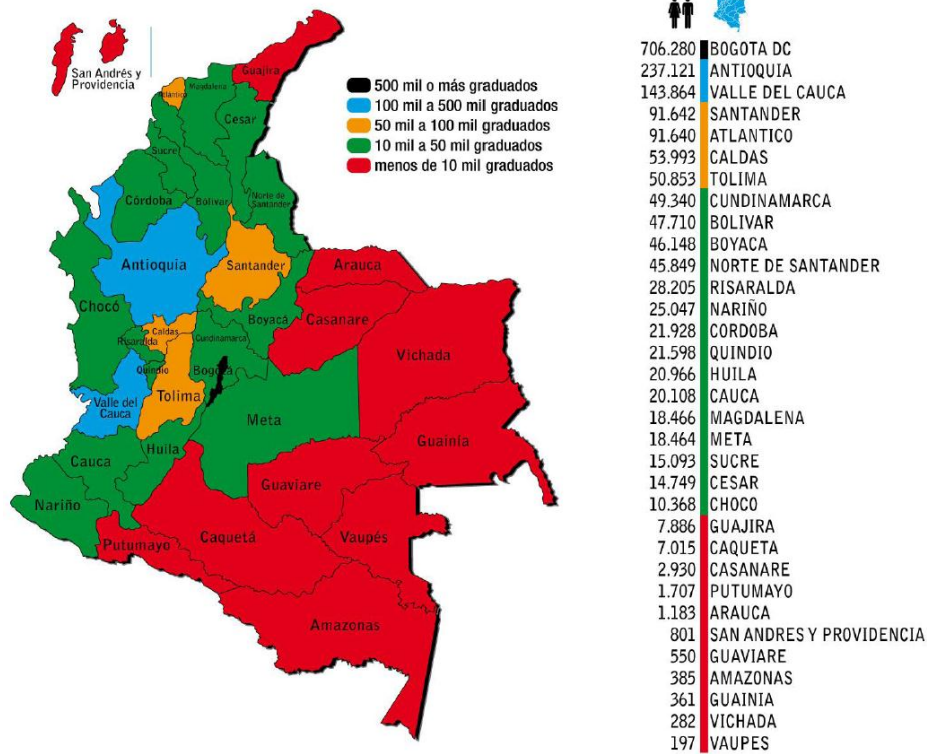 San Andrés y
Providencia
Guajira
Magdalena
Atlántico
Cesar
Sucre
Córdoba
Bolívar
Norte de
Santander
Antioquia
Santander
Arauca
Chocó
Boyacá
Casanare
Caldas
Risaralda
Cundinamarca
Vichada
Quindío
Bogotá
Tolima
Valle del
Cauca
Meta
Guainía
Huila
Cauca
Guaviare
Nariño
Caquetá
Vaupés
Putumayo
Amazonas
500 mil o más graduados
100 mil a 500 mil graduados
50 mil a 100 mil graduados
10 mil a 50 mil graduados
menos de 10 mil graduados
706.280 BOGOTA DC
237.121 ANTIOQUIA
143.864 VALLE DEL CAUCA
91.642 SANTANDER
91.640 ATLANTICO
53.993 CALDAS
50.853 TOLIMA
49.340 CUNDINAMARCA
47.710 BOLIVAR
46.148 BOYACA
45.849 NORTE DE SANTANDER
28.205 RISARALDA
25.047 NARIÑO
21.928 CORDOBA
21.598 QUINDIO
20.966 HUILA
20.108 CAUCA
18.466 MAGDALENA
18.464 META
15.093 SUCRE
14.749 CESAR
10.368 CHOCO
7.886 GUAJIRA
7.015 CAQUETA
2.930 CASANARE
1.707 PUTUMAYO
1.183 ARAUCA
801 SAN ANDRES Y PROVIDENCIA
550 GUAVIARE
385 AMAZONAS
361 GUAINIA
282 VICHADA
197 VAUPES